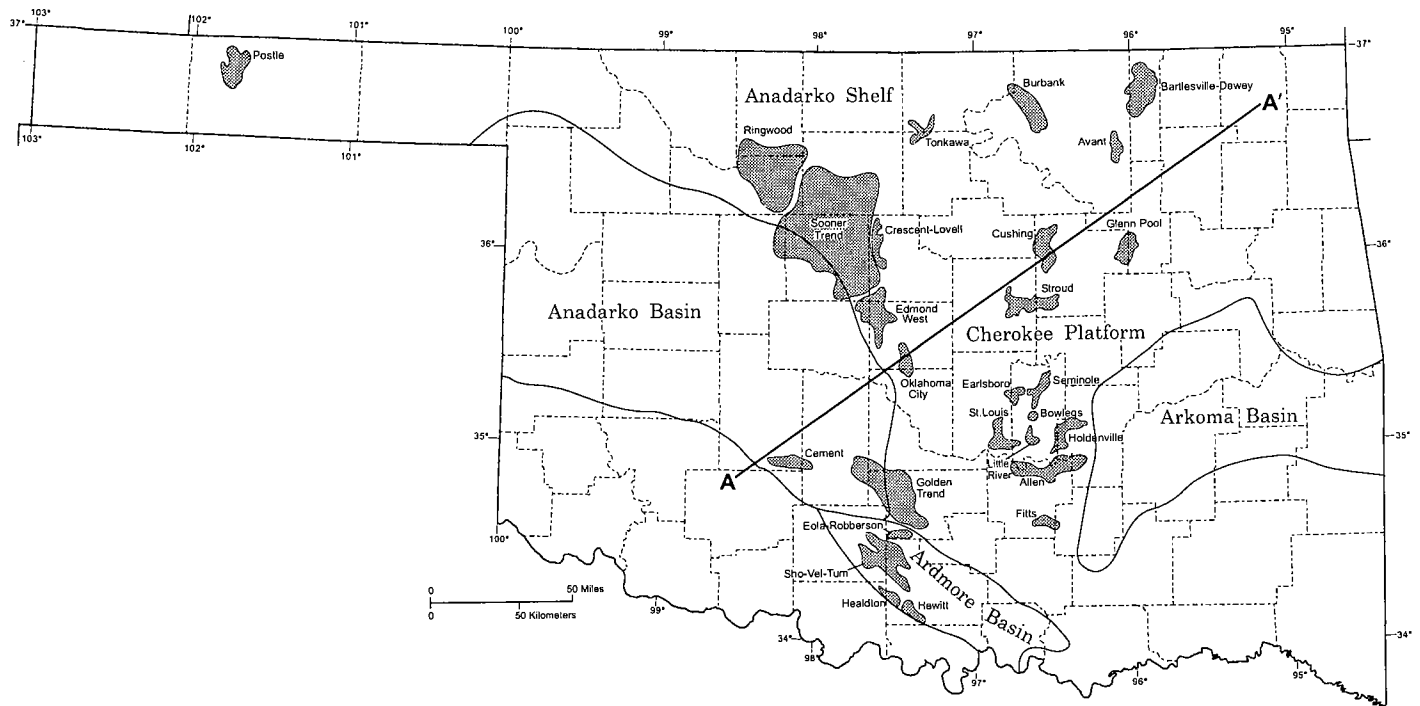 103°
102°
101°
37°
Postle
103°
102°
101°
100°
99°
98°
97°
96°
95°
37°
Anadarko Shelf
Burbank
Bartlesville-Dewey
A'
Ringwood
Tonkawa
Avant
Sooner
Trend
Crescent-Lovell
Cushing
Glenn Pool
36°
36°
Stroud
Anadarko Basin
Edmond
West
Cherokee Platform
Oklahoma
City
Earlsboro
Seminole
St. Louis
Bowlegs
Arkoma Basin
35°
35°
Holdenville
Cement
Little
River
Allen
A
Golden
Trend
Fitts
100°
Eola-Robberson
Sho-Vel-Tum
Ardmore Basin
0
50 Miles
0
50 Kilometers
Healdton
Hewitt
99°
34°
98°
97°
96°
95°
34°